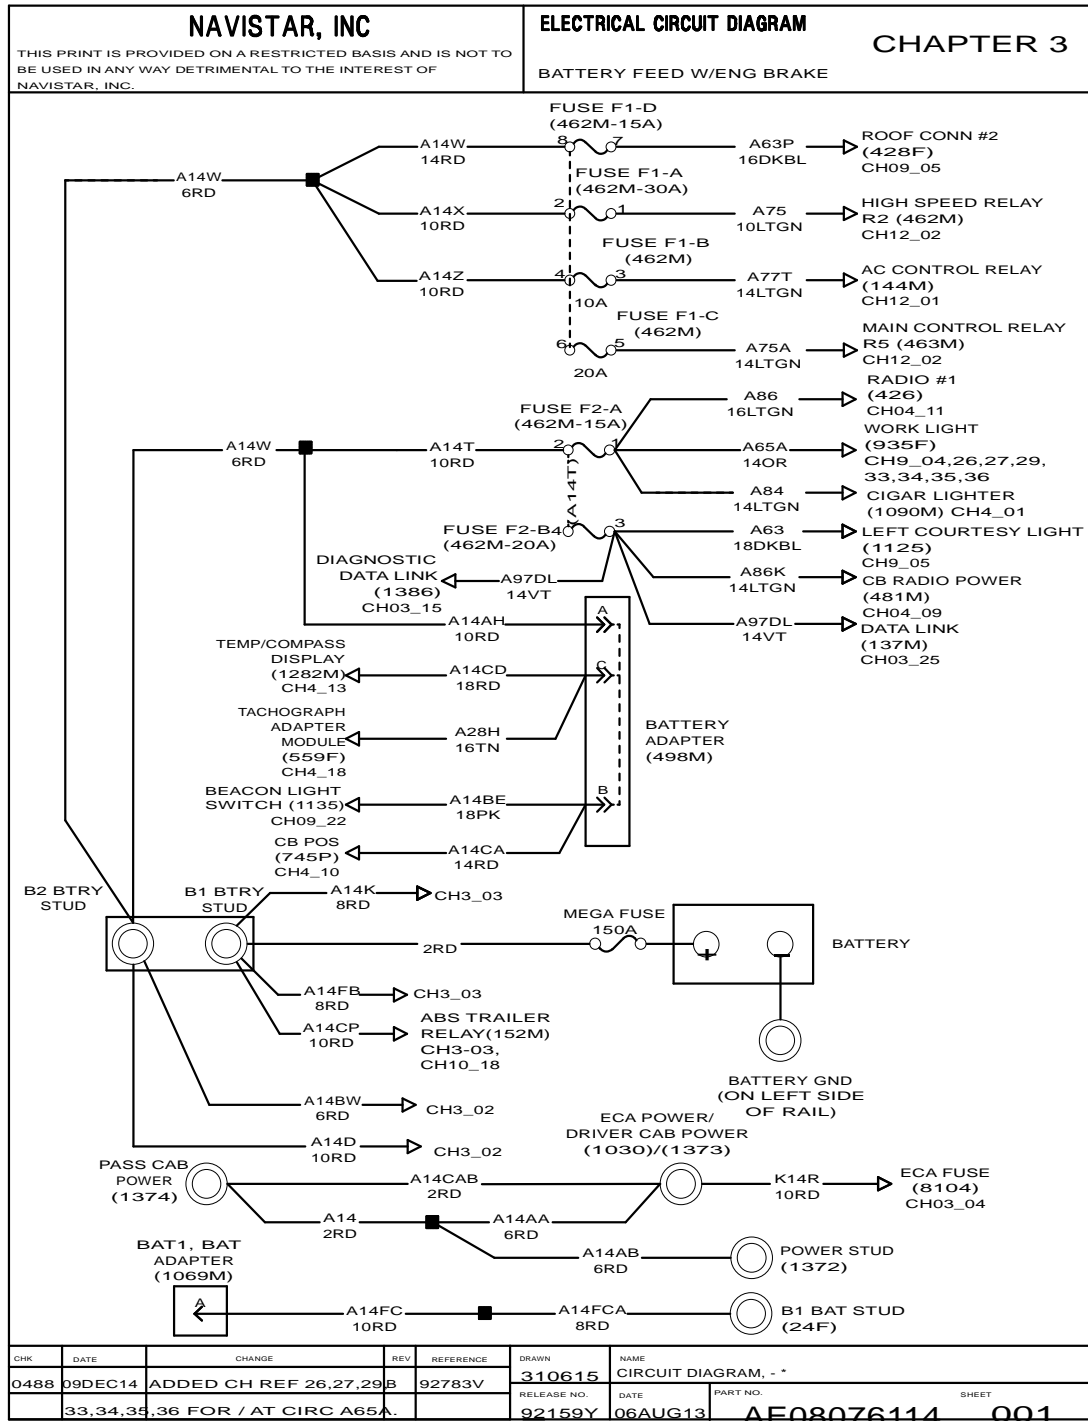 NAVISTAR, INC
THIS PRINT IS PROVIDED ON A RESTRICTED BASIS AND IS NOT TO
BE USED IN ANY WAY DETRIMENTAL TO THE INTEREST OF
NAVISTAR, INC.
ELECTRICAL CIRCUIT DIAGRAM
BATTERY FEED W/ENG BRAKE
CHAPTER 3
FUSE F1-D
(462M-15A)
A14W
14RD
8
7
A63P
16DKBL
ROOF CONN #2
(428F)
CH09_05
A14W
6RD
FUSE F1-A
(462M-30A)
A14X
10RD
2
1
A75
10LTGN
HIGH SPEED RELAY
R2 (462M)
CH12_02
FUSE F1-B
(462M)
A14Z
10RD
4
3
10A
A77T
14LTGN
AC CONTROL RELAY
(144M)
CH12_01
FUSE F1-C
(462M)
6
5
20A
A75A
14LTGN
MAIN CONTROL RELAY
R5 (463M)
CH12_02
A86
16LTGN
RADIO #1
(426)
CH04_11
FUSE F2-A
(462M-15A)
A14W
6RD
A14T
10RD
2
1
A65A
14OR
WORK LIGHT
(935F)
CH9_04,26,27,29,
33,34,35,36
(A14T)
A84
14LTGN
CIGAR LIGHTER
(1090M) CH4_01
FUSE F2-B4
(462M-20A)
3
A63
18DKBL
LEFT COURTESY LIGHT
(1125)
CH9_05
DIAGNOSTIC
DATA LINK
(1386)
CH03_15
A97DL
14VT
A86K
14LTGN
CB RADIO POWER
(481M)
CH04_09
A97DL
14VT
DATA LINK
(137M)
CH03_25
A14AH
10RD
A
TEMP/COMPASS
DISPLAY
(1282M)
CH4_13
A14CD
18RD
C
TACHOGRAPH
ADAPTER
MODULE
(559F)
CH4_18
A28H
16TN
BATTERY
ADAPTER
(498M)
BEACON LIGHT
SWITCH (1135)
CH09_22
A14BE
18PK
B
CB POS
(745P)
CH4_10
A14CA
14RD
B2 BTRY
STUD
B1 BTRY
STUD
A14K
8RD
CH3_03
2RD
MEGA FUSE
150A
+
BATTERY
A14FB
8RD
CH3_03
A14CP
10RD
ABS TRAILER
RELAY(152M)
CH3-03,
CH10_18
BATTERY GND
(ON LEFT SIDE
OF RAIL)
A14BW
6RD
CH3_02
A14D
10RD
CH3_02
PASS CAB
POWER
(1374)
A14CAB
2RD
ECA POWER/
DRIVER CAB POWER
(1030)/(1373)
K14R
10RD
ECA FUSE
(8104)
CH03_04
A14
2RD
A14AA
6RD
A14AB
6RD
POWER STUD
(1372)
BAT1, BAT
ADAPTER
(1069M)
A
A14FC
10RD
A14FCA
8RD
B1 BAT STUD
(24F)
CHK DATE CHANGE REV REFERENCE
0488 09DEC14 ADDED CH REF 26,27,29, B 92783V
33,34,35,36 FOR / AT CIRC A65A.
DRAWN
310615
NAME
CIRCUIT DIAGRAM, - *
RELEASE NO.
92159Y
DATE
06AUG13
PART NO.
AE08076114
SHEET
001